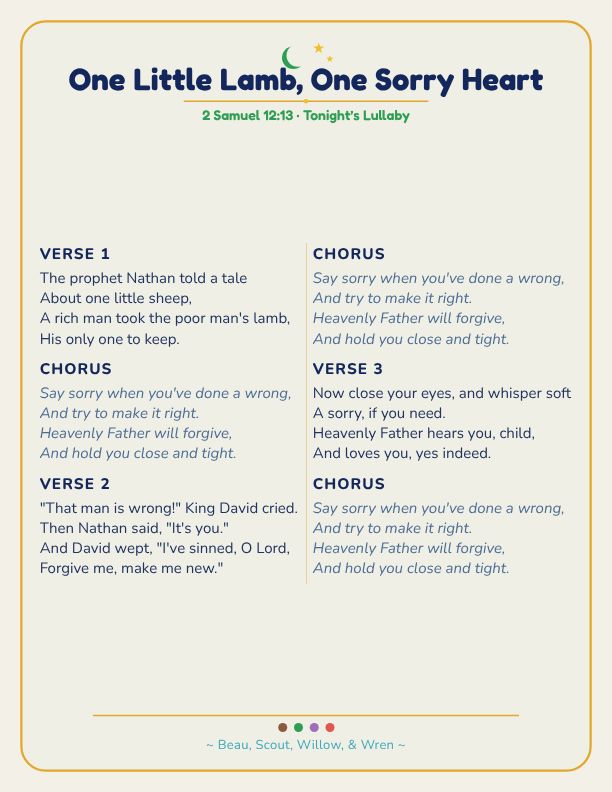 One Little Lamb, One Sorry Heart
2 Samuel 12:13 · Tonight's Lullaby
VERSE 1
The prophet Nathan told a tale
About one little sheep,
A rich man took the poor man's lamb,
His only one to keep.
CHORUS
Say sorry when you've done a wrong,
And try to make it right.
Heavenly Father will forgive,
And hold you close and tight.
VERSE 2
"That man is wrong!" King David cried.
Then Nathan said, "It's you."
And David wept, "I've sinned, O Lord,
Forgive me, make me new."
CHORUS
Say sorry when you've done a wrong,
And try to make it right.
Heavenly Father will forgive,
And hold you close and tight.
VERSE 3
Now close your eyes, and whisper soft
A sorry, if you need.
Heavenly Father hears you, child,
And loves you, yes indeed.
CHORUS
Say sorry when you've done a wrong,
And try to make it right.
Heavenly Father will forgive,
And hold you close and tight.
~ Beau, Scout, Willow, & Wren ~